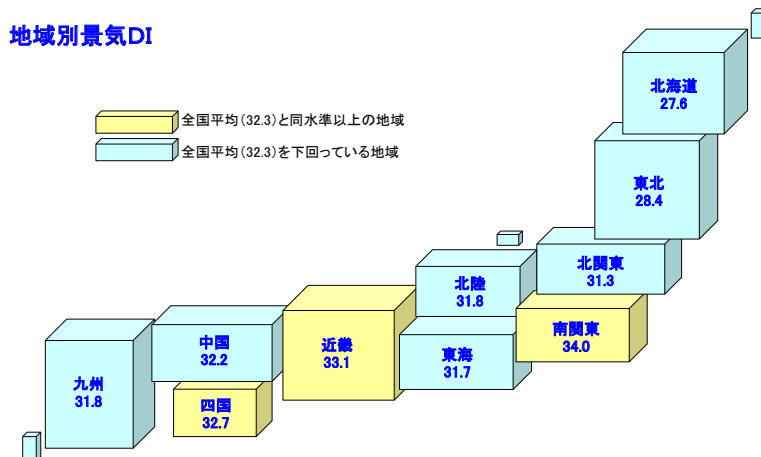 地域別景気DI
全国平均(32.3)と同水準以上の地域
全国平均(32.3)を下回っている地域
北海道
27.6
東北
28.4
北関東
31.3
北陸
31.8
南関東
34.0
東海
31.7
近畿
33.1
中国
32.2
四国
32.7
九州
31.8